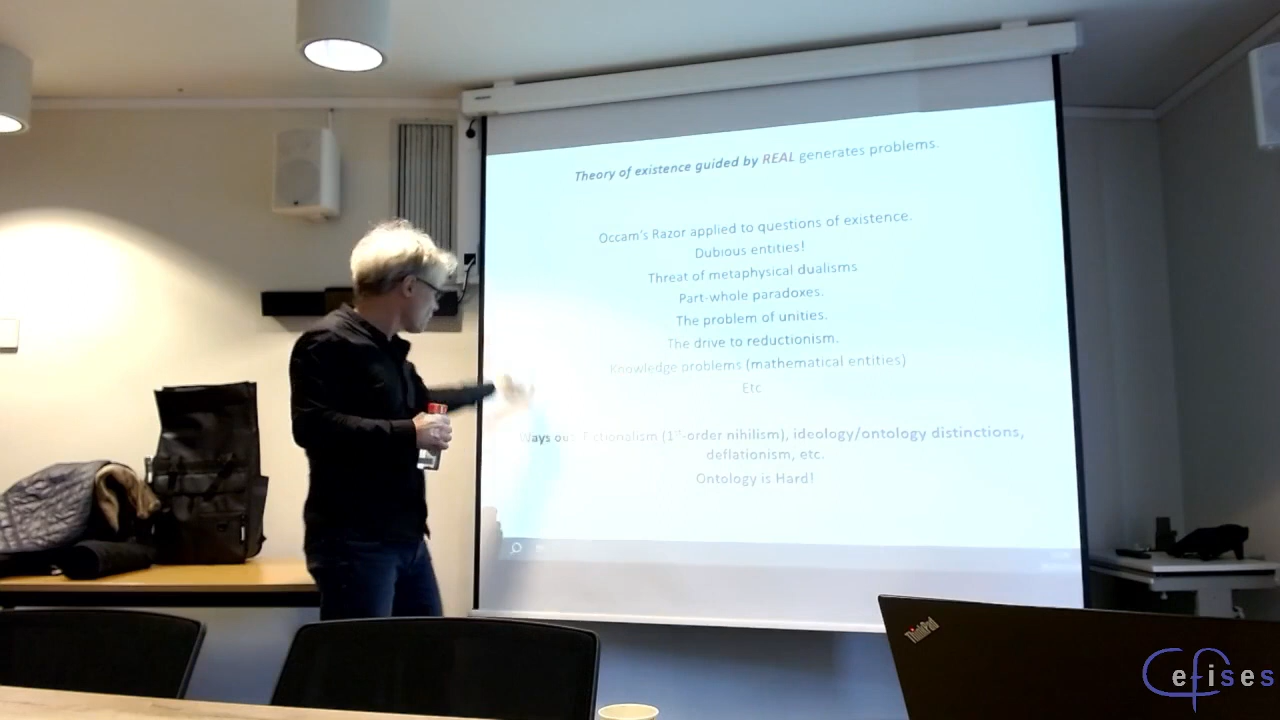 Theory of existence guided by REAL generates problems.
Occam's Razor applied to questions of existence.
Dubious entities!
Threat of metaphysical dualisms
Part-whole paradoxes.
The problem of unities.
The drive to reductionism.
Knowledge problems (mathematical entities)
Etc
Ways out: Fictionalism (1st-order nihilism), ideology/ontology distinctions,
deflationism, etc.
Ontology is Hard!
ThinkPad
Cefises